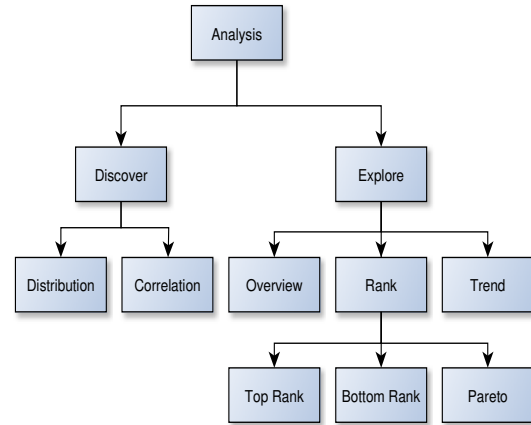 Analysis
Discover
Explore
Distribution
Correlation
Overview
Rank
Trend
Top Rank
Bottom Rank
Pareto